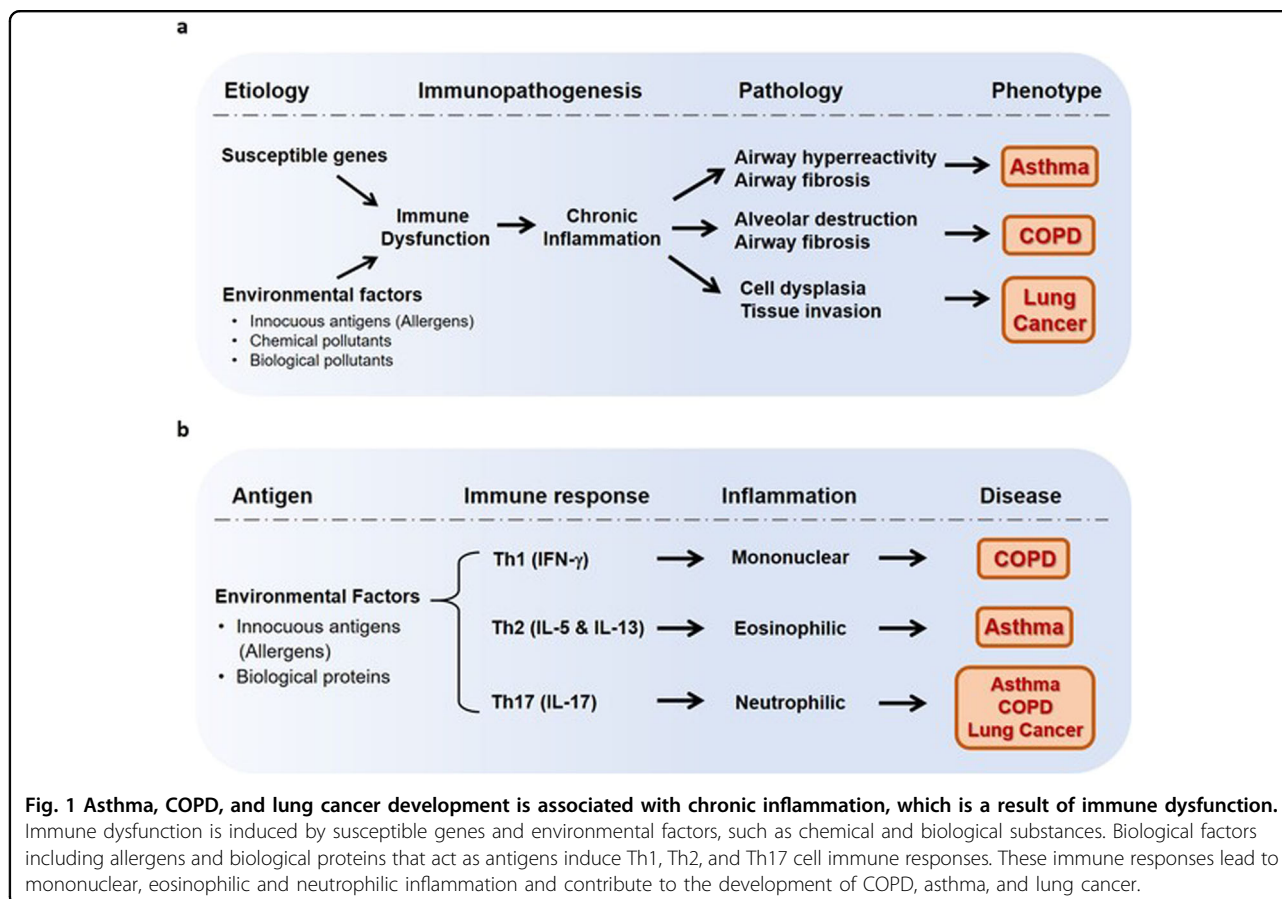 a
Etiology Immunopathogenesis Pathology Phenotype
Susceptible genes
Environmental factors
• Innocuous antigens (Allergens)
• Chemical pollutants
• Biological pollutants
Immune
Dysfunction
Chronic
Inflammation
Airway hyperreactivity
Airway fibrosis
Asthma
Alveolar destruction
Airway fibrosis
COPD
Cell dysplasia
Tissue invasion
Lung
Cancer
b
Antigen Immune response Inflammation Disease
Environmental Factors
• Innocuous antigens
(Allergens)
• Biological proteins
Th1 (IFN-γ) Mononuclear COPD
Th2 (IL-5 & IL-13) Eosinophilic Asthma
Th17 (IL-17) Neutrophilic
Asthma
COPD
Lung Cancer
Fig. 1 Asthma, COPD, and lung cancer development is associated with chronic inflammation, which is a result of immune dysfunction.
Immune dysfunction is induced by susceptible genes and environmental factors, such as chemical and biological substances. Biological factors
including allergens and biological proteins that act as antigens induce Th1, Th2, and Th17 cell immune responses. These immune responses lead to
mononuclear, eosinophilic and neutrophilic inflammation and contribute to the development of COPD, asthma, and lung cancer.